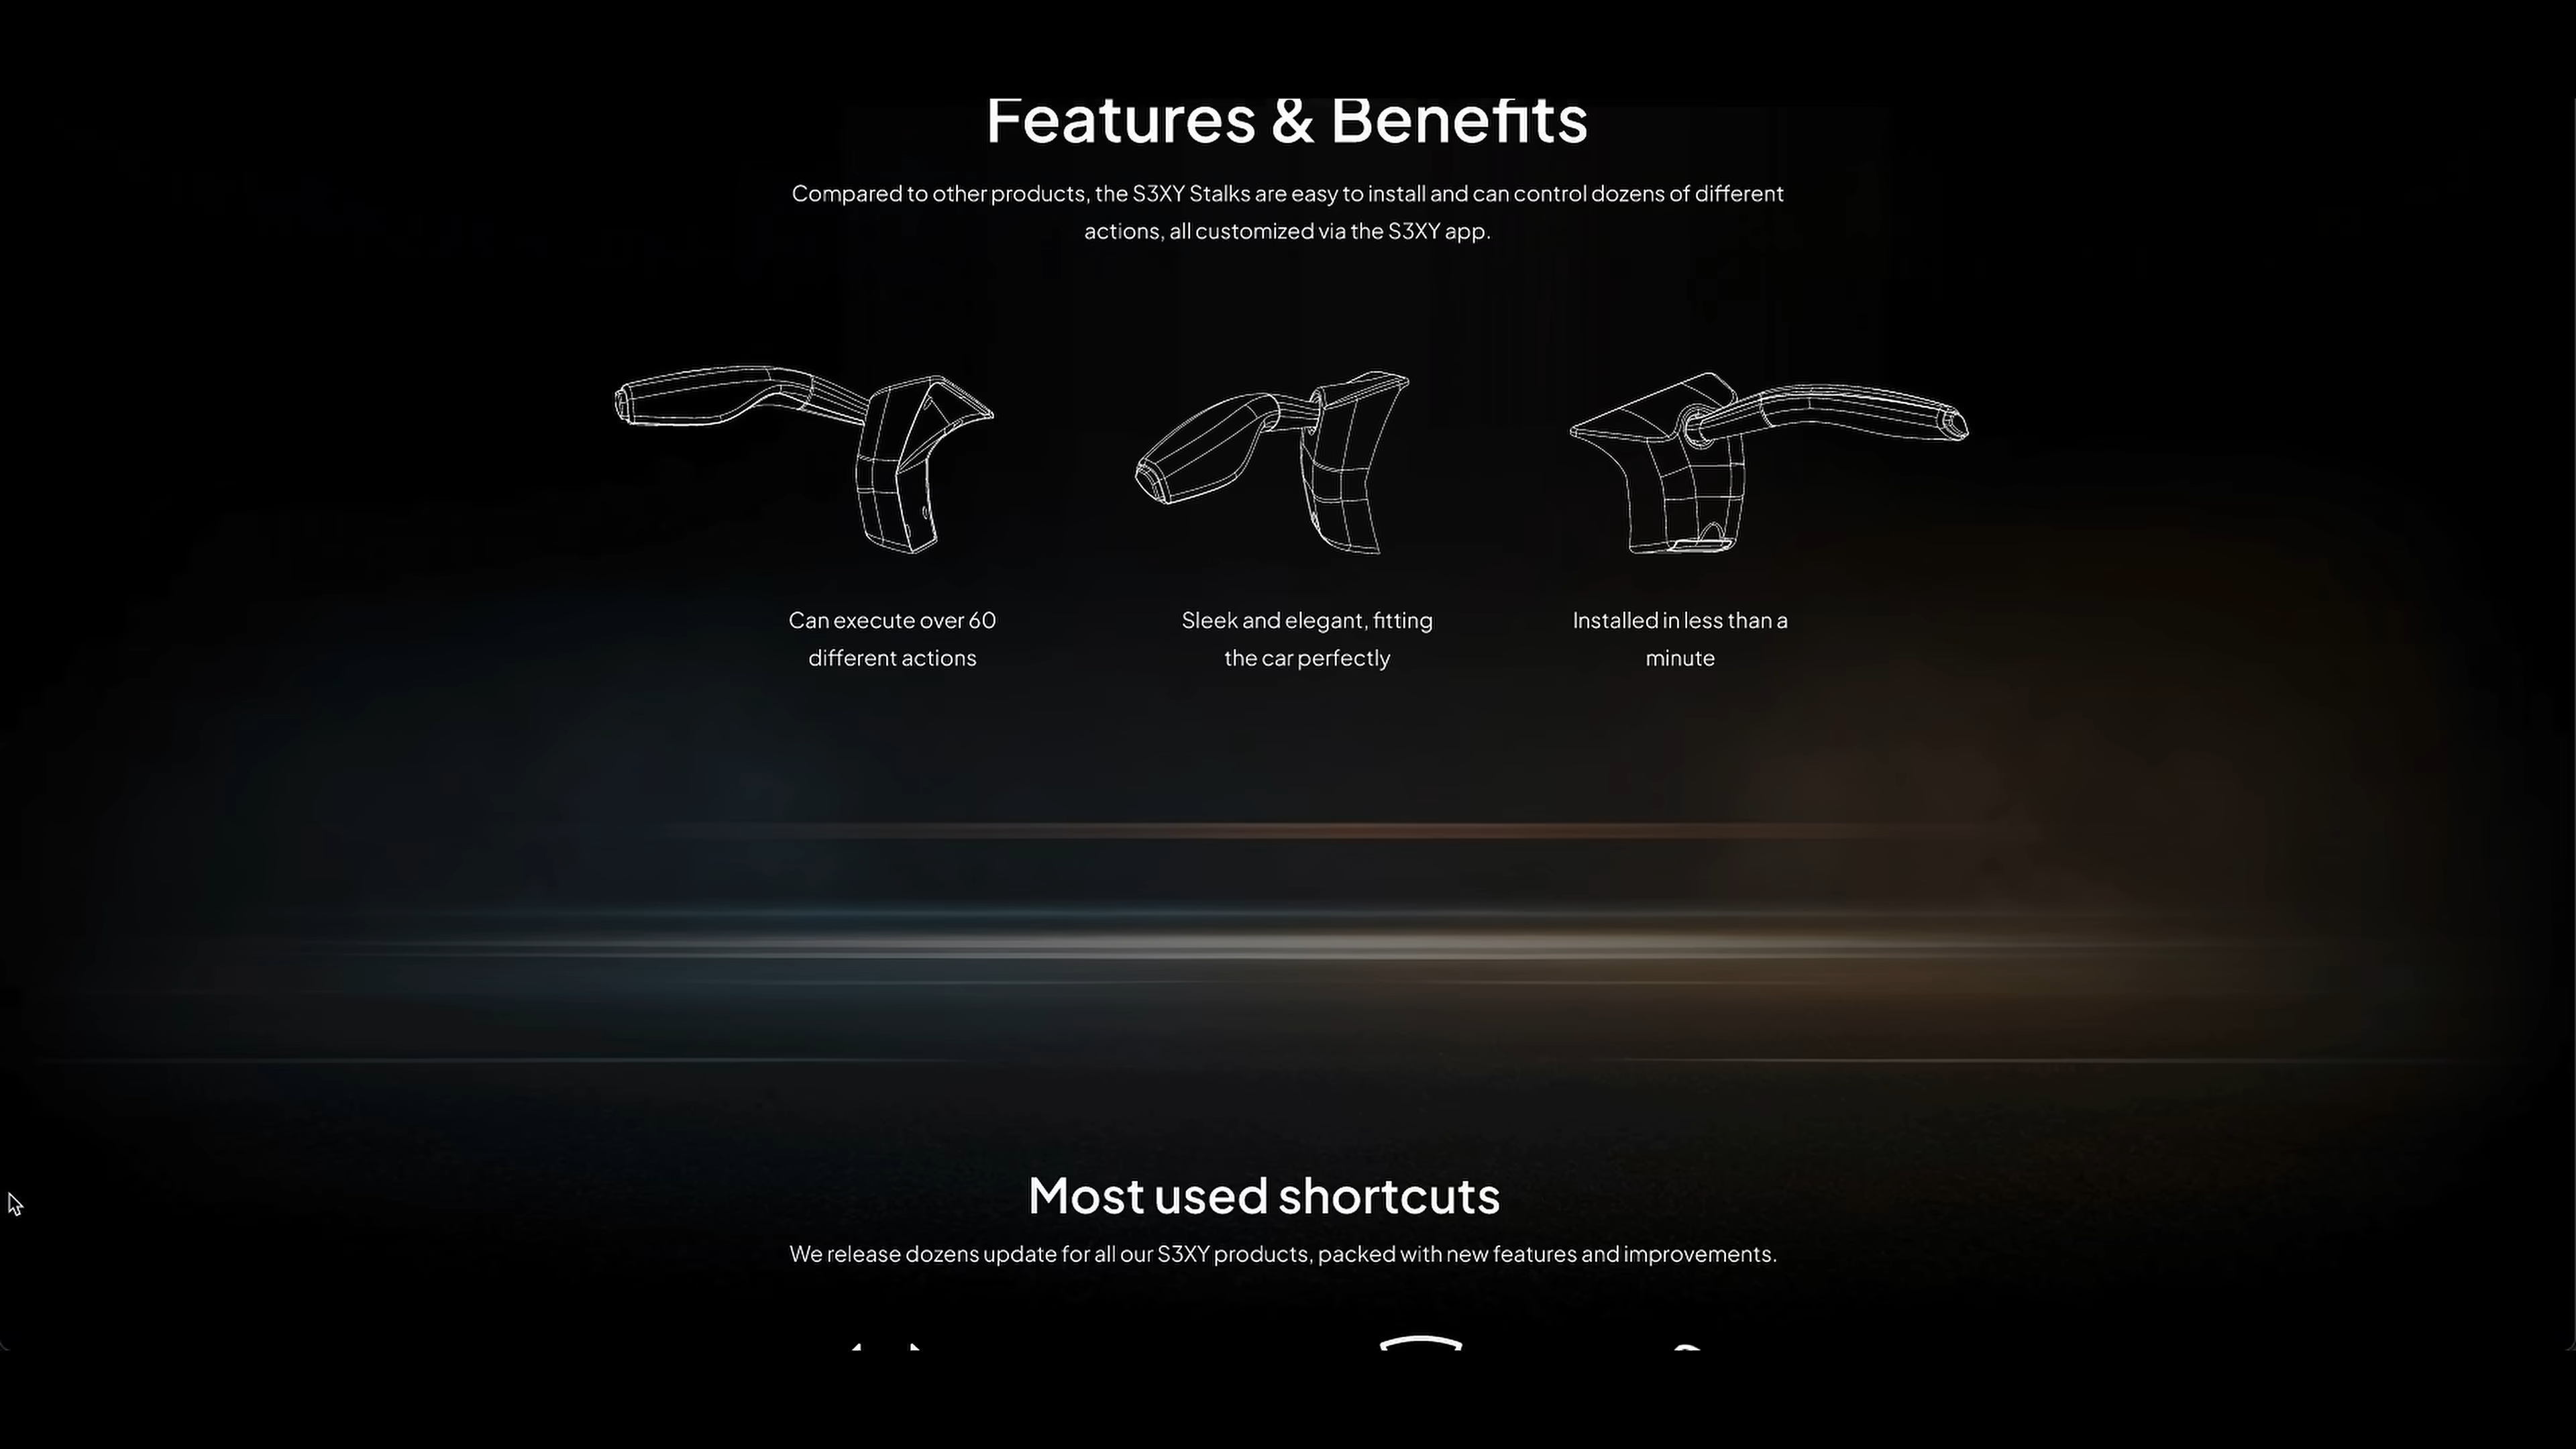 Features & Benefits
Compared to other products, the S3XY Stalks are easy to install and can control dozens of different
actions, all customized via the S3XY app.
Can execute over 60
different actions
Sleek and elegant, fitting
the car perfectly
Installed in less than a
minute
Most used shortcuts
We release dozens update for all our S3XY products, packed with new features and improvements.